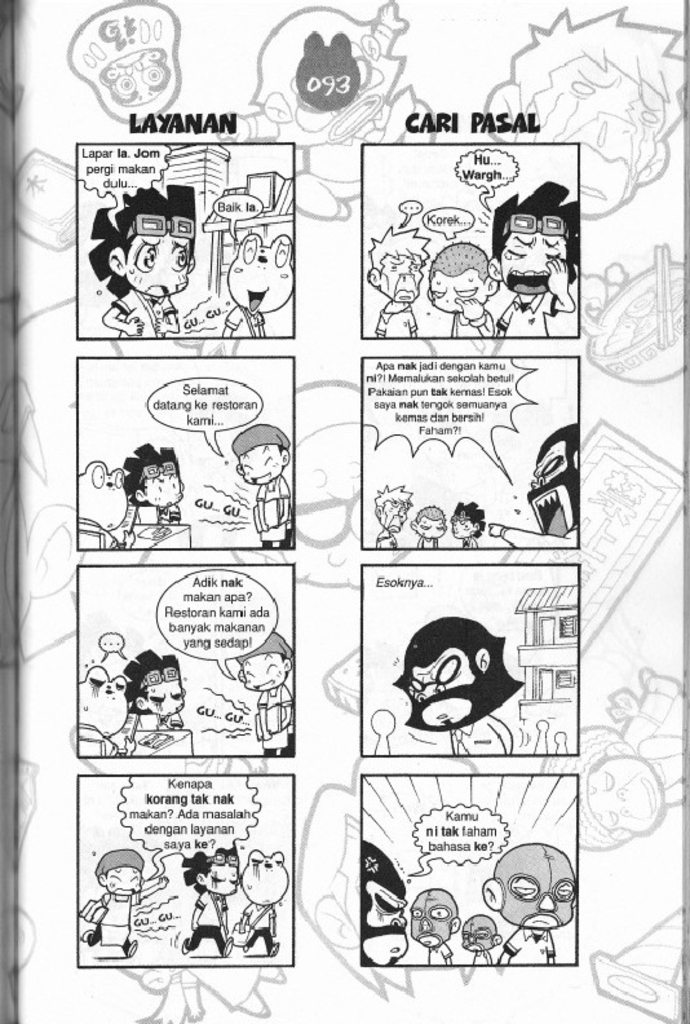 093
LAYANAN
Lapar la. Jom
pergi makan
dulu...
Baik la.
GU... GU...
Selamat
datang ke restoran
kami...
GU... GU...
Adik nak
makan apa?
Restoran kami ada
banyak makanan
yang sedap!
...
GU... GU...
Kenapa
korang tak nak
makan? Ada masalah
dengan layanan
saya ke?
GU... GU...
CARI PASAL
Hu...
Wargh...
...
Korek...
Apa nak jadi dengan kamu
ni?! Memalukan sekolah betul!
Pakaian pun tak kemas! Esok
saya nak tengok semuanya
kemas dan bersih!
Faham?!
Esoknya...
Kamu
ni tak faham
bahasa ke?